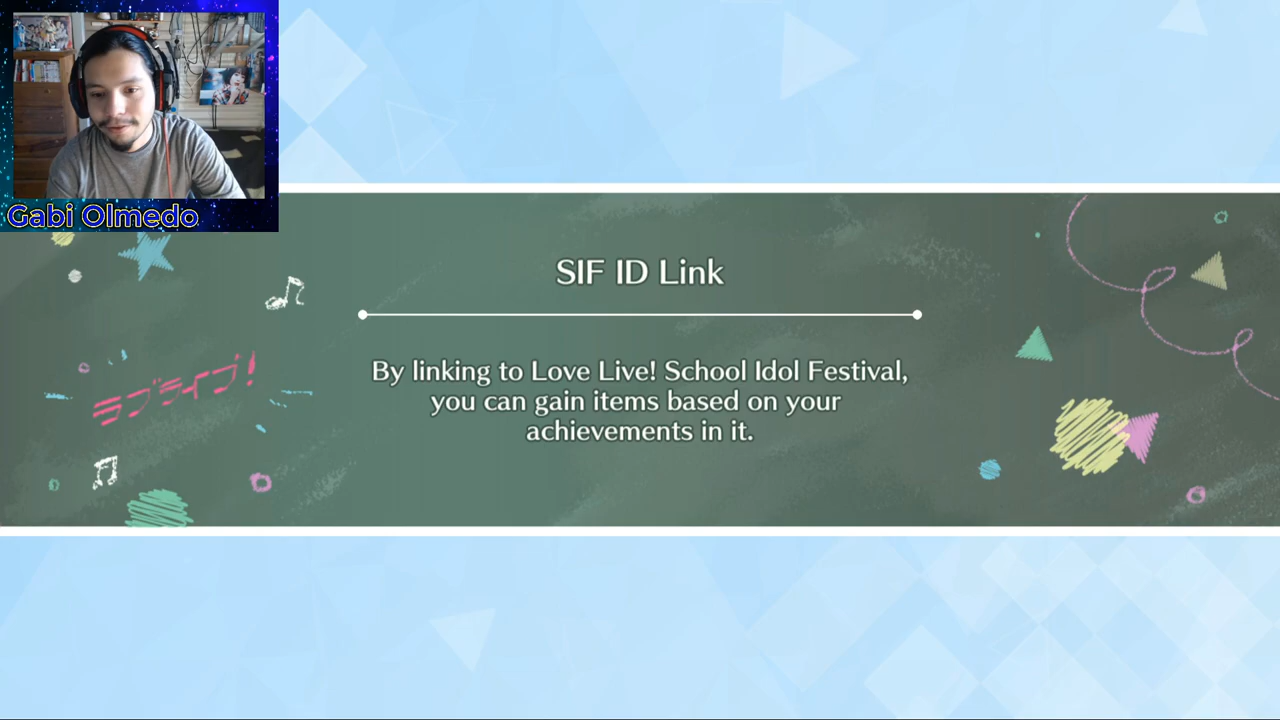 Gabi Olmedo
SIF ID Link
By linking to Love Live! School Idol Festival,
you can gain items based on your
achievements in it.
ラブライブ!